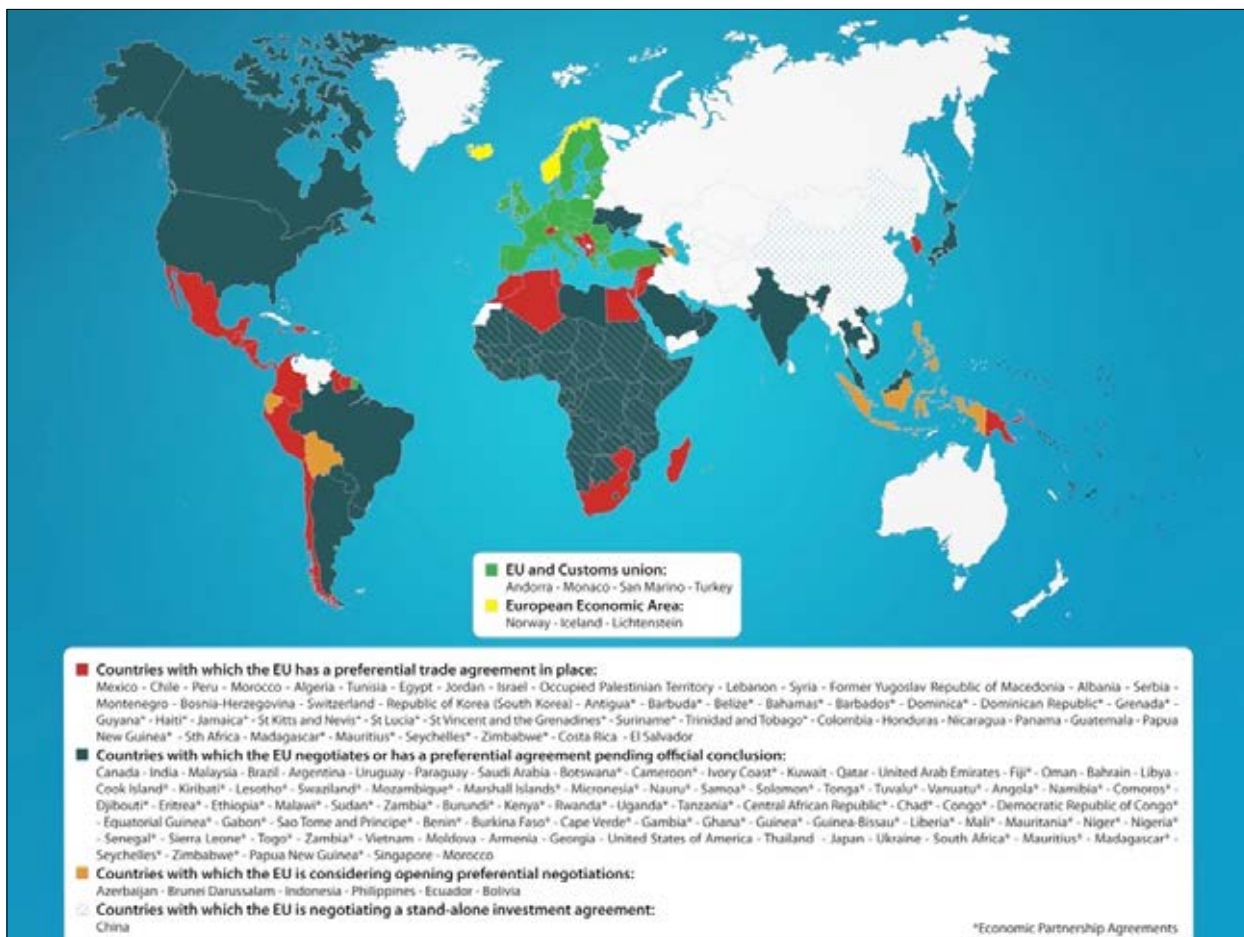 EU and Customs union:
Andorra - Monaco - San Marino - Turkey
European Economic Area:
Norway - Iceland - Lichtenstein
Countries with which the EU has a preferential trade agreement in place:
Mexico - Chile - Peru - Morocco - Algeria - Tunisia - Egypt - Jordan - Israel - Occupied Palestinian Territory - Lebanon - Syria - Former Yugoslav Republic of Macedonia - Albania - Serbia -
Montenegro - Bosnia-Herzegovina - Switzerland - Republic of Korea (South Korea) - Antigua* - Barbuda* - Belize* - Bahamas* - Barbados* - Dominica* - Dominican Republic* - Grenada* -
Guyana* - Haiti* - Jamaica* - St Kitts and Nevis* - St Lucia* - St Vincent and the Grenadines* - Suriname* - Trinidad and Tobago* - Colombia - Honduras - Nicaragua - Panama - Guatemala - Papua
New Guinea* - Sth Africa - Madagascar* - Mauritius* - Seychelles* - Zimbabwe* - Costa Rica - El Salvador
Countries with which the EU negotiates or has a preferential agreement pending official conclusion:
Canada - India - Malaysia - Brazil - Argentina - Uruguay - Paraguay - Saudi Arabia - Botswana* - Cameroon* - Ivory Coast* - Kuwait - Qatar - United Arab Emirates - Fiji* - Oman - Bahrain - Libya -
Cook Island* - Kiribati* - Lesotho* - Swaziland* - Mozambique* - Marshall Islands* - Micronesia* - Nauru* - Samoa* - Solomon* - Tonga* - Tuvalu* - Vanuatu* - Angola* - Namibia* - Comoros* -
Djibouti* - Eritrea* - Ethiopia* - Malawi* - Sudan* - Zambia* - Burundi* - Kenya* - Rwanda* - Uganda* - Tanzania* - Central African Republic* - Chad* - Congo* - Democratic Republic of Congo*
- Equatorial Guinea* - Gabon* - Sao Tome and Principe* - Benin* - Burkina Faso* - Cape Verde* - Gambia* - Ghana* - Guinea* - Guinea-Bissau* - Liberia* - Mali* - Mauritania* - Niger* - Nigeria*
- Senegal* - Sierra Leone* - Togo* - Zambia* - Vietnam - Moldova - Armenia - Georgia - United States of America - Thailand - Japan - Ukraine - South Africa* - Mauritius* - Madagascar* -
Seychelles* - Zimbabwe* - Papua New Guinea* - Singapore - Morocco
Countries with which the EU is considering opening preferential negotiations:
Azerbaijan - Brunei Darussalam - Indonesia - Philippines - Ecuador - Bolivia
Countries with which the EU is negotiating a stand-alone investment agreement:
China
*Economic Partnership Agreements